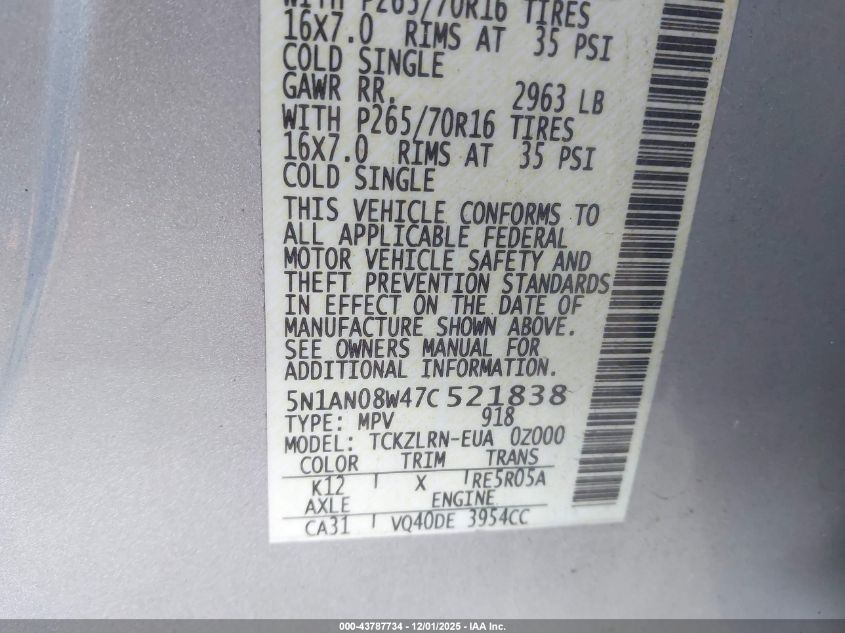 WITH P265/70R16 TIRES
16X7.0 RIMS AT 35 PSI
COLD SINGLE
GAWR RR. 2963 LB
WITH P265/70R16 TIRES
16X7.0 RIMS AT 35 PSI
COLD SINGLE
THIS VEHICLE CONFORMS TO
ALL APPLICABLE FEDERAL
MOTOR VEHICLE SAFETY AND
THEFT PREVENTION STANDARDS
IN EFFECT ON THE DATE OF
MANUFACTURE SHOWN ABOVE.
SEE OWNERS MANUAL FOR
ADDITIONAL INFORMATION.
5N1AN08W47C521838
TYPE: MPV 918
MODEL: TCKZLRN-EUA 0Z000
COLOR TRIM TRANS
K12 X RE5R05A
AXLE ENGINE
CA31 VQ40DE 3954CC
000-43787734 - 12/01/2025 - IAA Inc.